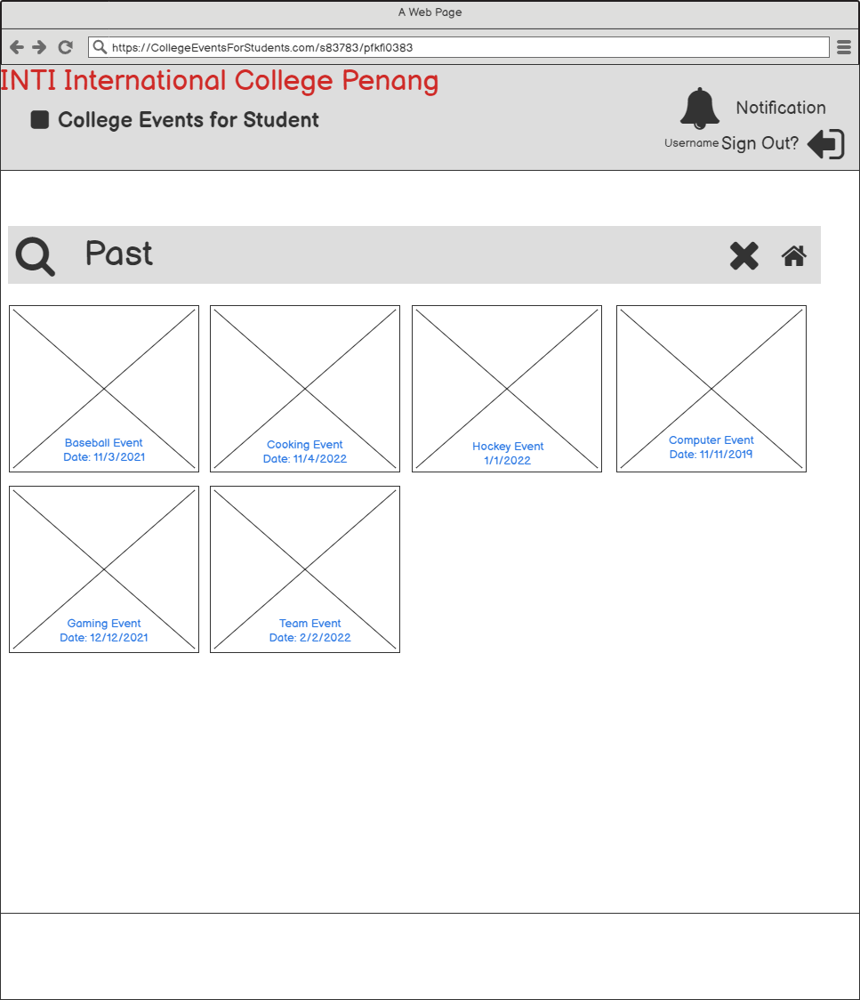 A Web Page
https://CollegeEventsForStudents.com/s83783/pfkfi0383
INTI International College Penang
College Events for Student
Notification
Username Sign Out?
Past
Baseball Event
Date: 11/3/2021
Cooking Event
Date: 11/4/2022
Hockey Event
1/1/2022
Computer Event
Date: 11/11/2019
Gaming Event
Date: 12/12/2021
Team Event
Date: 2/2/2022